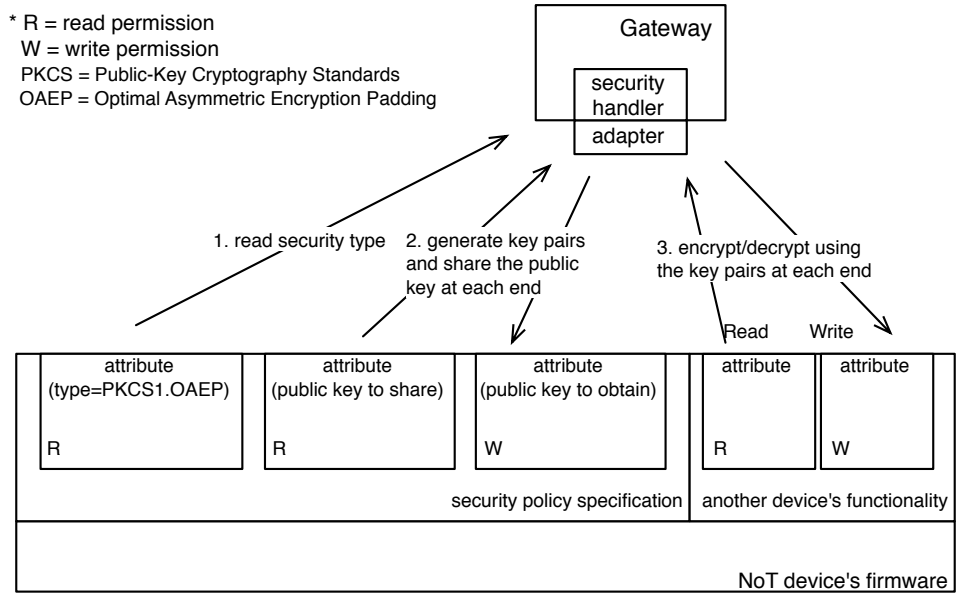 * R = read permission
W = write permission
PKCS = Public-Key Cryptography Standards
OAEP = Optimal Asymmetric Encryption Padding
Gateway
security
handler
adapter
1. read security type
2. generate key pairs
and share the public
key at each end
3. encrypt/decrypt using
the key pairs at each end
Read
Write
attribute
(type=PKCS1.OAEP)
R
attribute
(public key to share)
R
attribute
(public key to obtain)
W
attribute
R
attribute
W
security policy specification
another device's functionality
NoT device's firmware